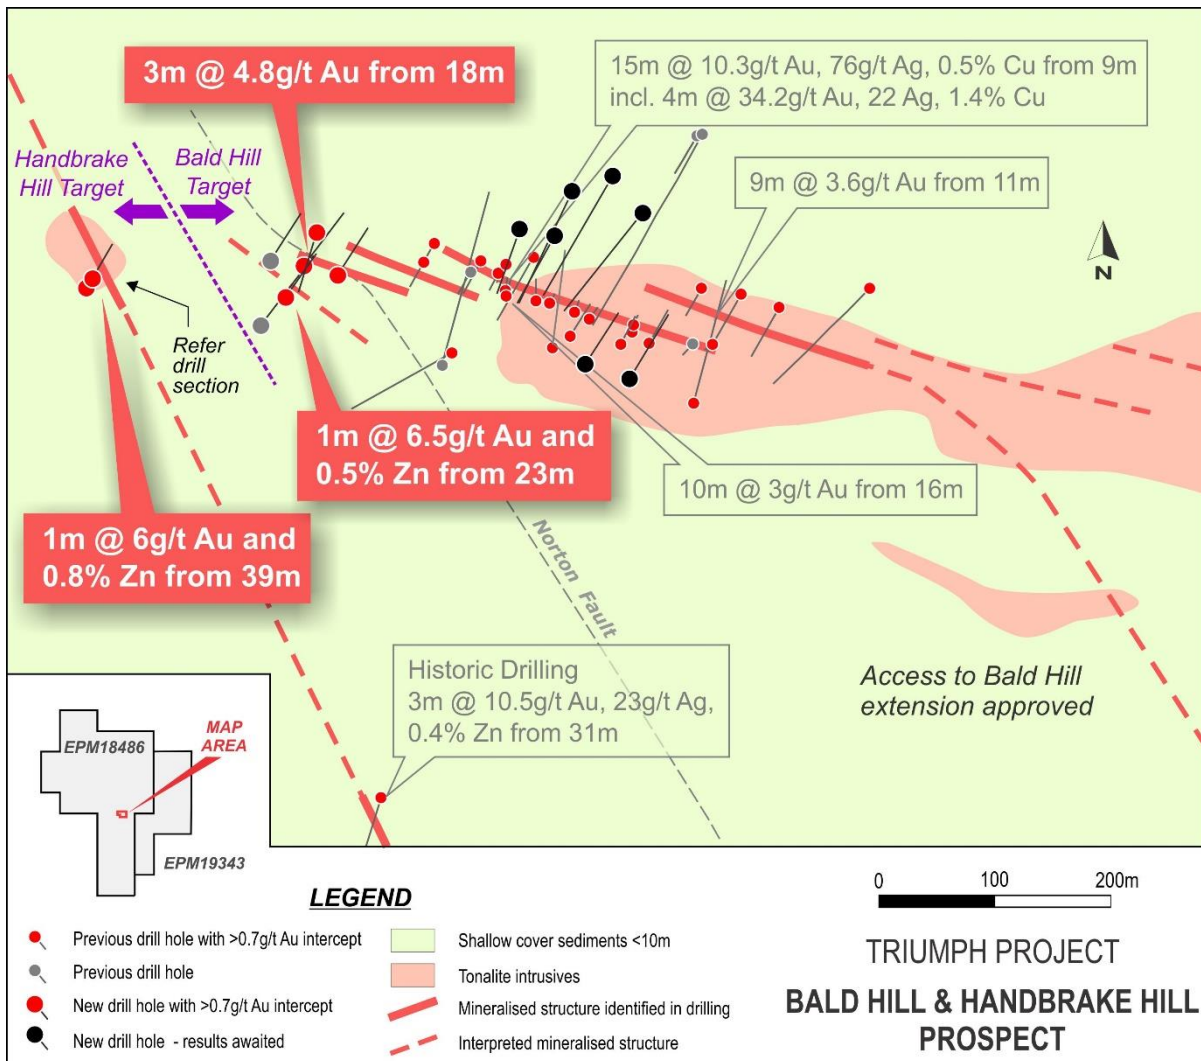 3m @ 4.8g/t Au from 18m
15m @ 10.3g/t Au, 76g/t Ag, 0.5% Cu from 9m
incl. 4m @ 34.2g/t Au, 22 Ag, 1.4% Cu
Handbrake
Hill Target
Bald Hill
Target
9m @ 3.6g/t Au from 11m
N
Refer
drill
section
1m @ 6.5g/t Au and
0.5% Zn from 23m
10m @ 3g/t Au from 16m
1m @ 6g/t Au and
0.8% Zn from 39m
Norton Fault
Historic Drilling
3m @ 10.5g/t Au, 23g/t Ag,
0.4% Zn from 31m
Access to Bald Hill
extension approved
EPM18486
MAP
AREA
EPM19343
LEGEND
Previous drill hole with >0.7g/t Au intercept
Previous drill hole
New drill hole with >0.7g/t Au intercept
New drill hole - results awaited
Shallow cover sediments <10m
Tonalite intrusives
Mineralised structure identified in drilling
Interpreted mineralised structure
0 100 200m
TRIUMPH PROJECT
BALD HILL & HANDBRAKE HILL
PROSPECT